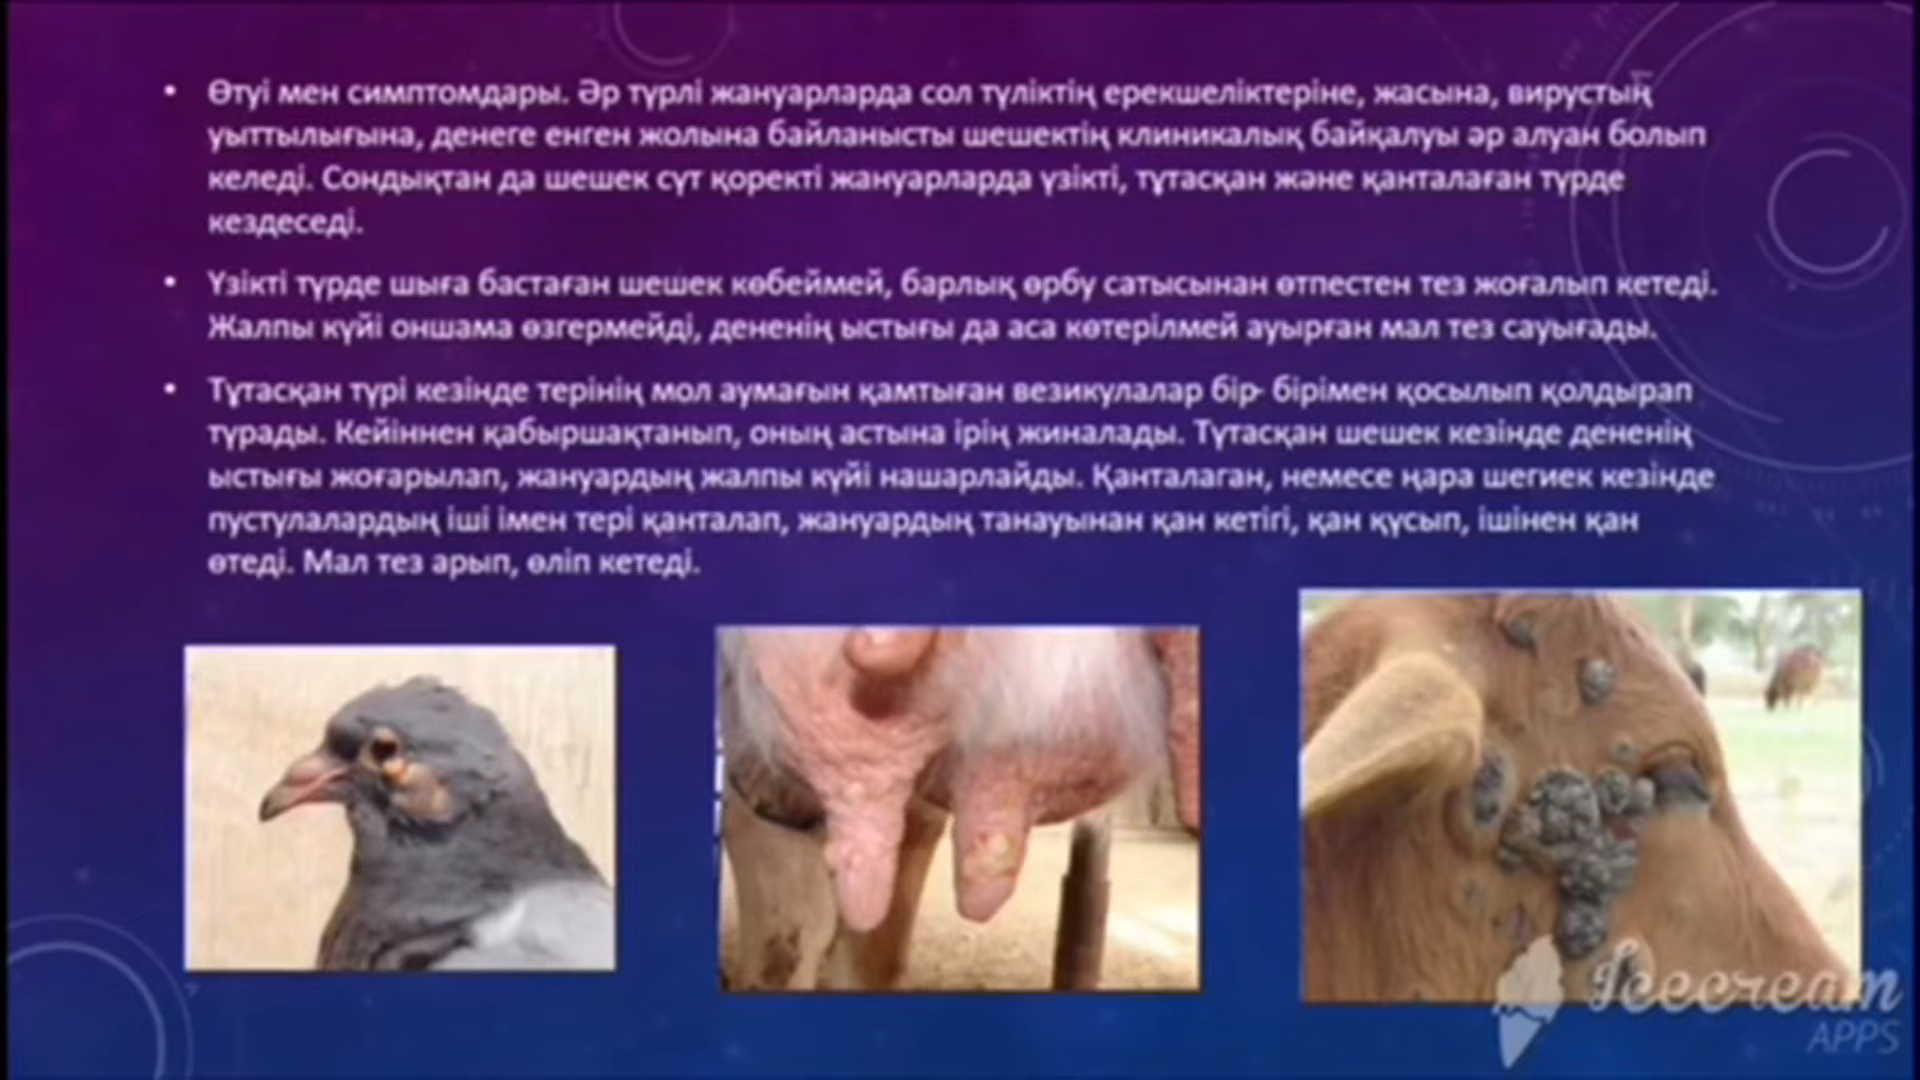 • Өтуі мен симптомдары. Әр түрлі жануарларда сол түліктің ерекшеліктеріне, жасына, вирустың
уыттылығына, денеге енген жолына байланысты шешектің клиникалық байқалуы әр алуан болып
келеді. Сондықтан да шешек сүт қоректі жануарларда үзікті, тұтасқан және қанталаған түрде
кездеседі.
• Үзікті түрде шыға бастаған шешек көбеймей, барлық өрбу сатысынан өтпестен тез жоғалып кетеді.
Жалпы күйі оншама өзгермейді, дененің ыстығы да аса көтерілмей ауырған мал тез сауығады.
• Тұтасқан түрі кезінде терінің мол аумағын қамтыған везикулалар бір- бірімен қосылып қолдырап
тұрады. Кейіннен қабыршақтанып, оның астына ірің жиналады. Тұтасқан шешек кезінде дененің
ыстығы жоғарылап, жануардың жалпы күйі нашарлайды. Қанталаган, немесе ңара шегиек кезінде
пустулалардың іші імен тері қанталап, жануардың танауынан қан кетігі, қан құсып, ішінен қан
өтеді. Мал тез арып, өліп кетеді.
Icecream
APPS